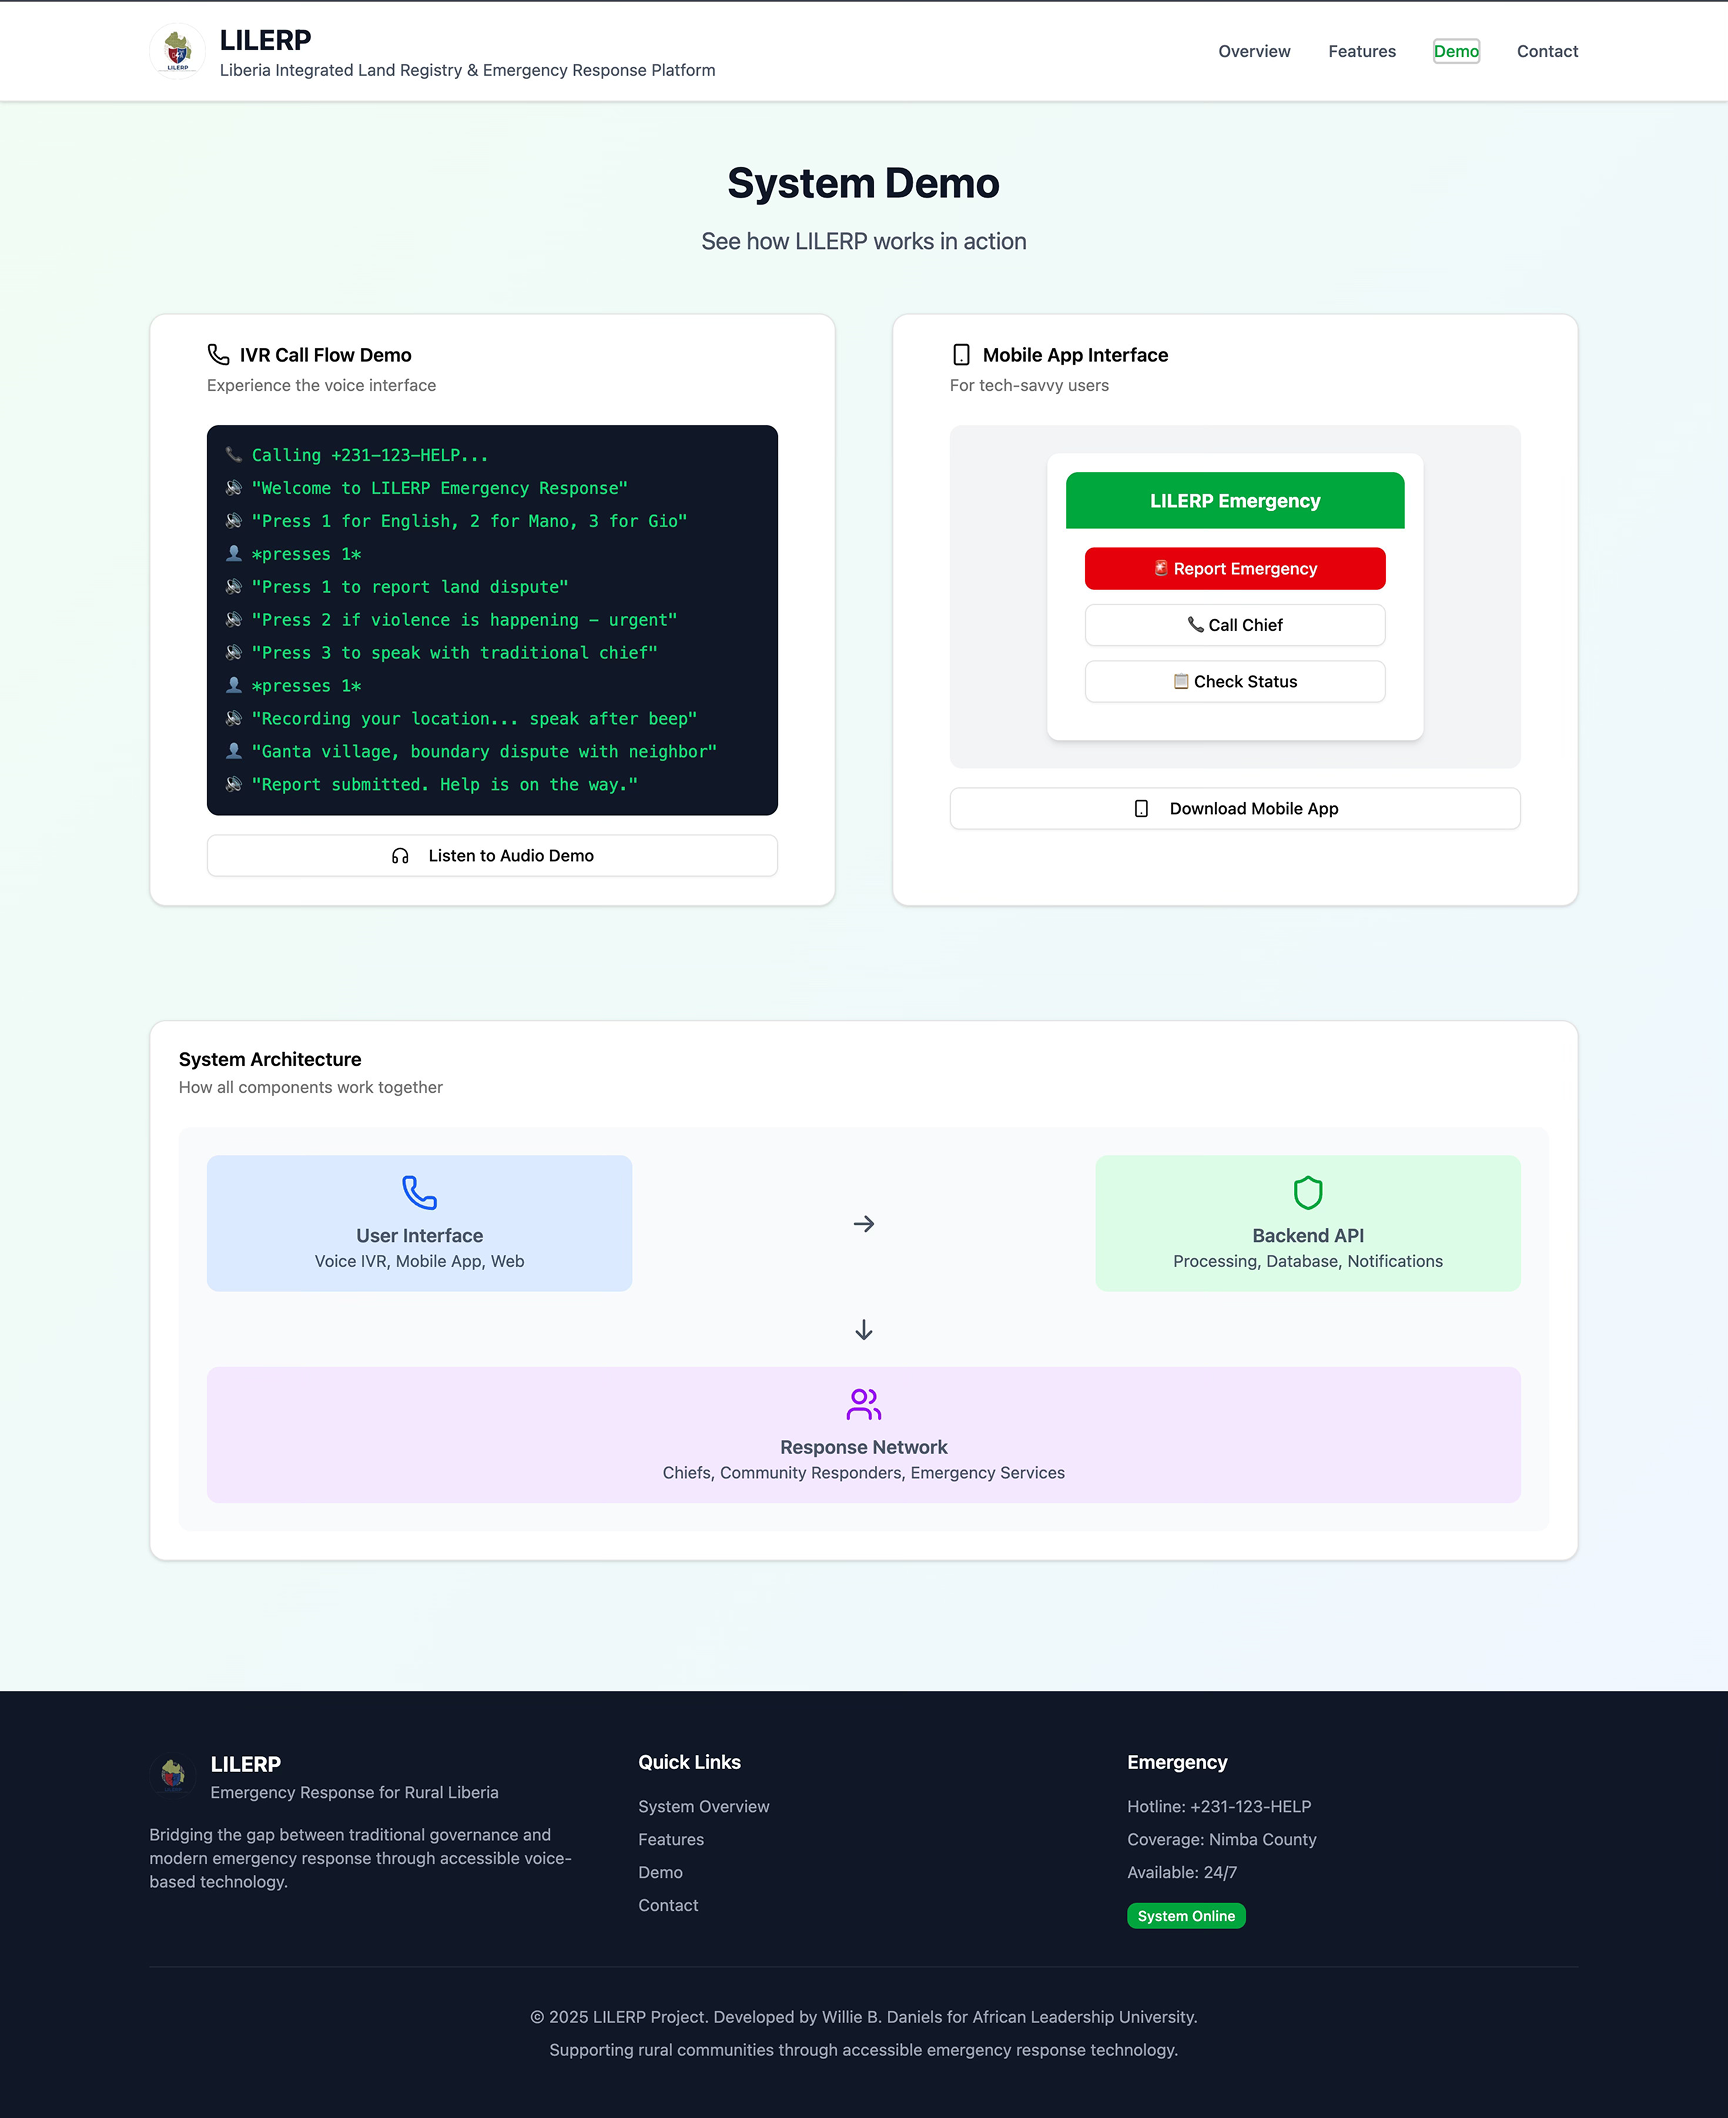 LILERP
LILERP
Liberia Integrated Land Registry & Emergency Response Platform
Overview
Features
Demo
Contact
System Demo
See how LILERP works in action
IVR Call Flow Demo
Experience the voice interface
📞 Calling +231-123-HELP...
🔊 "Welcome to LILERP Emergency Response"
🔊 "Press 1 for English, 2 for Mano, 3 for Gio"
👤 *presses 1*
🔊 "Press 1 to report land dispute"
🔊 "Press 2 if violence is happening - urgent"
🔊 "Press 3 to speak with traditional chief"
👤 *presses 1*
🔊 "Recording your location... speak after beep"
👤 "Ganta village, boundary dispute with neighbor"
🔊 "Report submitted. Help is on the way."
Listen to Audio Demo
Mobile App Interface
For tech-savvy users
LILERP Emergency
🚨 Report Emergency
📞 Call Chief
📋 Check Status
Download Mobile App
System Architecture
How all components work together
User Interface
Voice IVR, Mobile App, Web
→
Backend API
Processing, Database, Notifications
↓
Response Network
Chiefs, Community Responders, Emergency Services
LILERP
Emergency Response for Rural Liberia
Bridging the gap between traditional governance and
modern emergency response through accessible voice-
based technology.
Quick Links
System Overview
Features
Demo
Contact
Emergency
Hotline: +231-123-HELP
Coverage: Nimba County
Available: 24/7
System Online
© 2025 LILERP Project. Developed by Willie B. Daniels for African Leadership University.
Supporting rural communities through accessible emergency response technology.